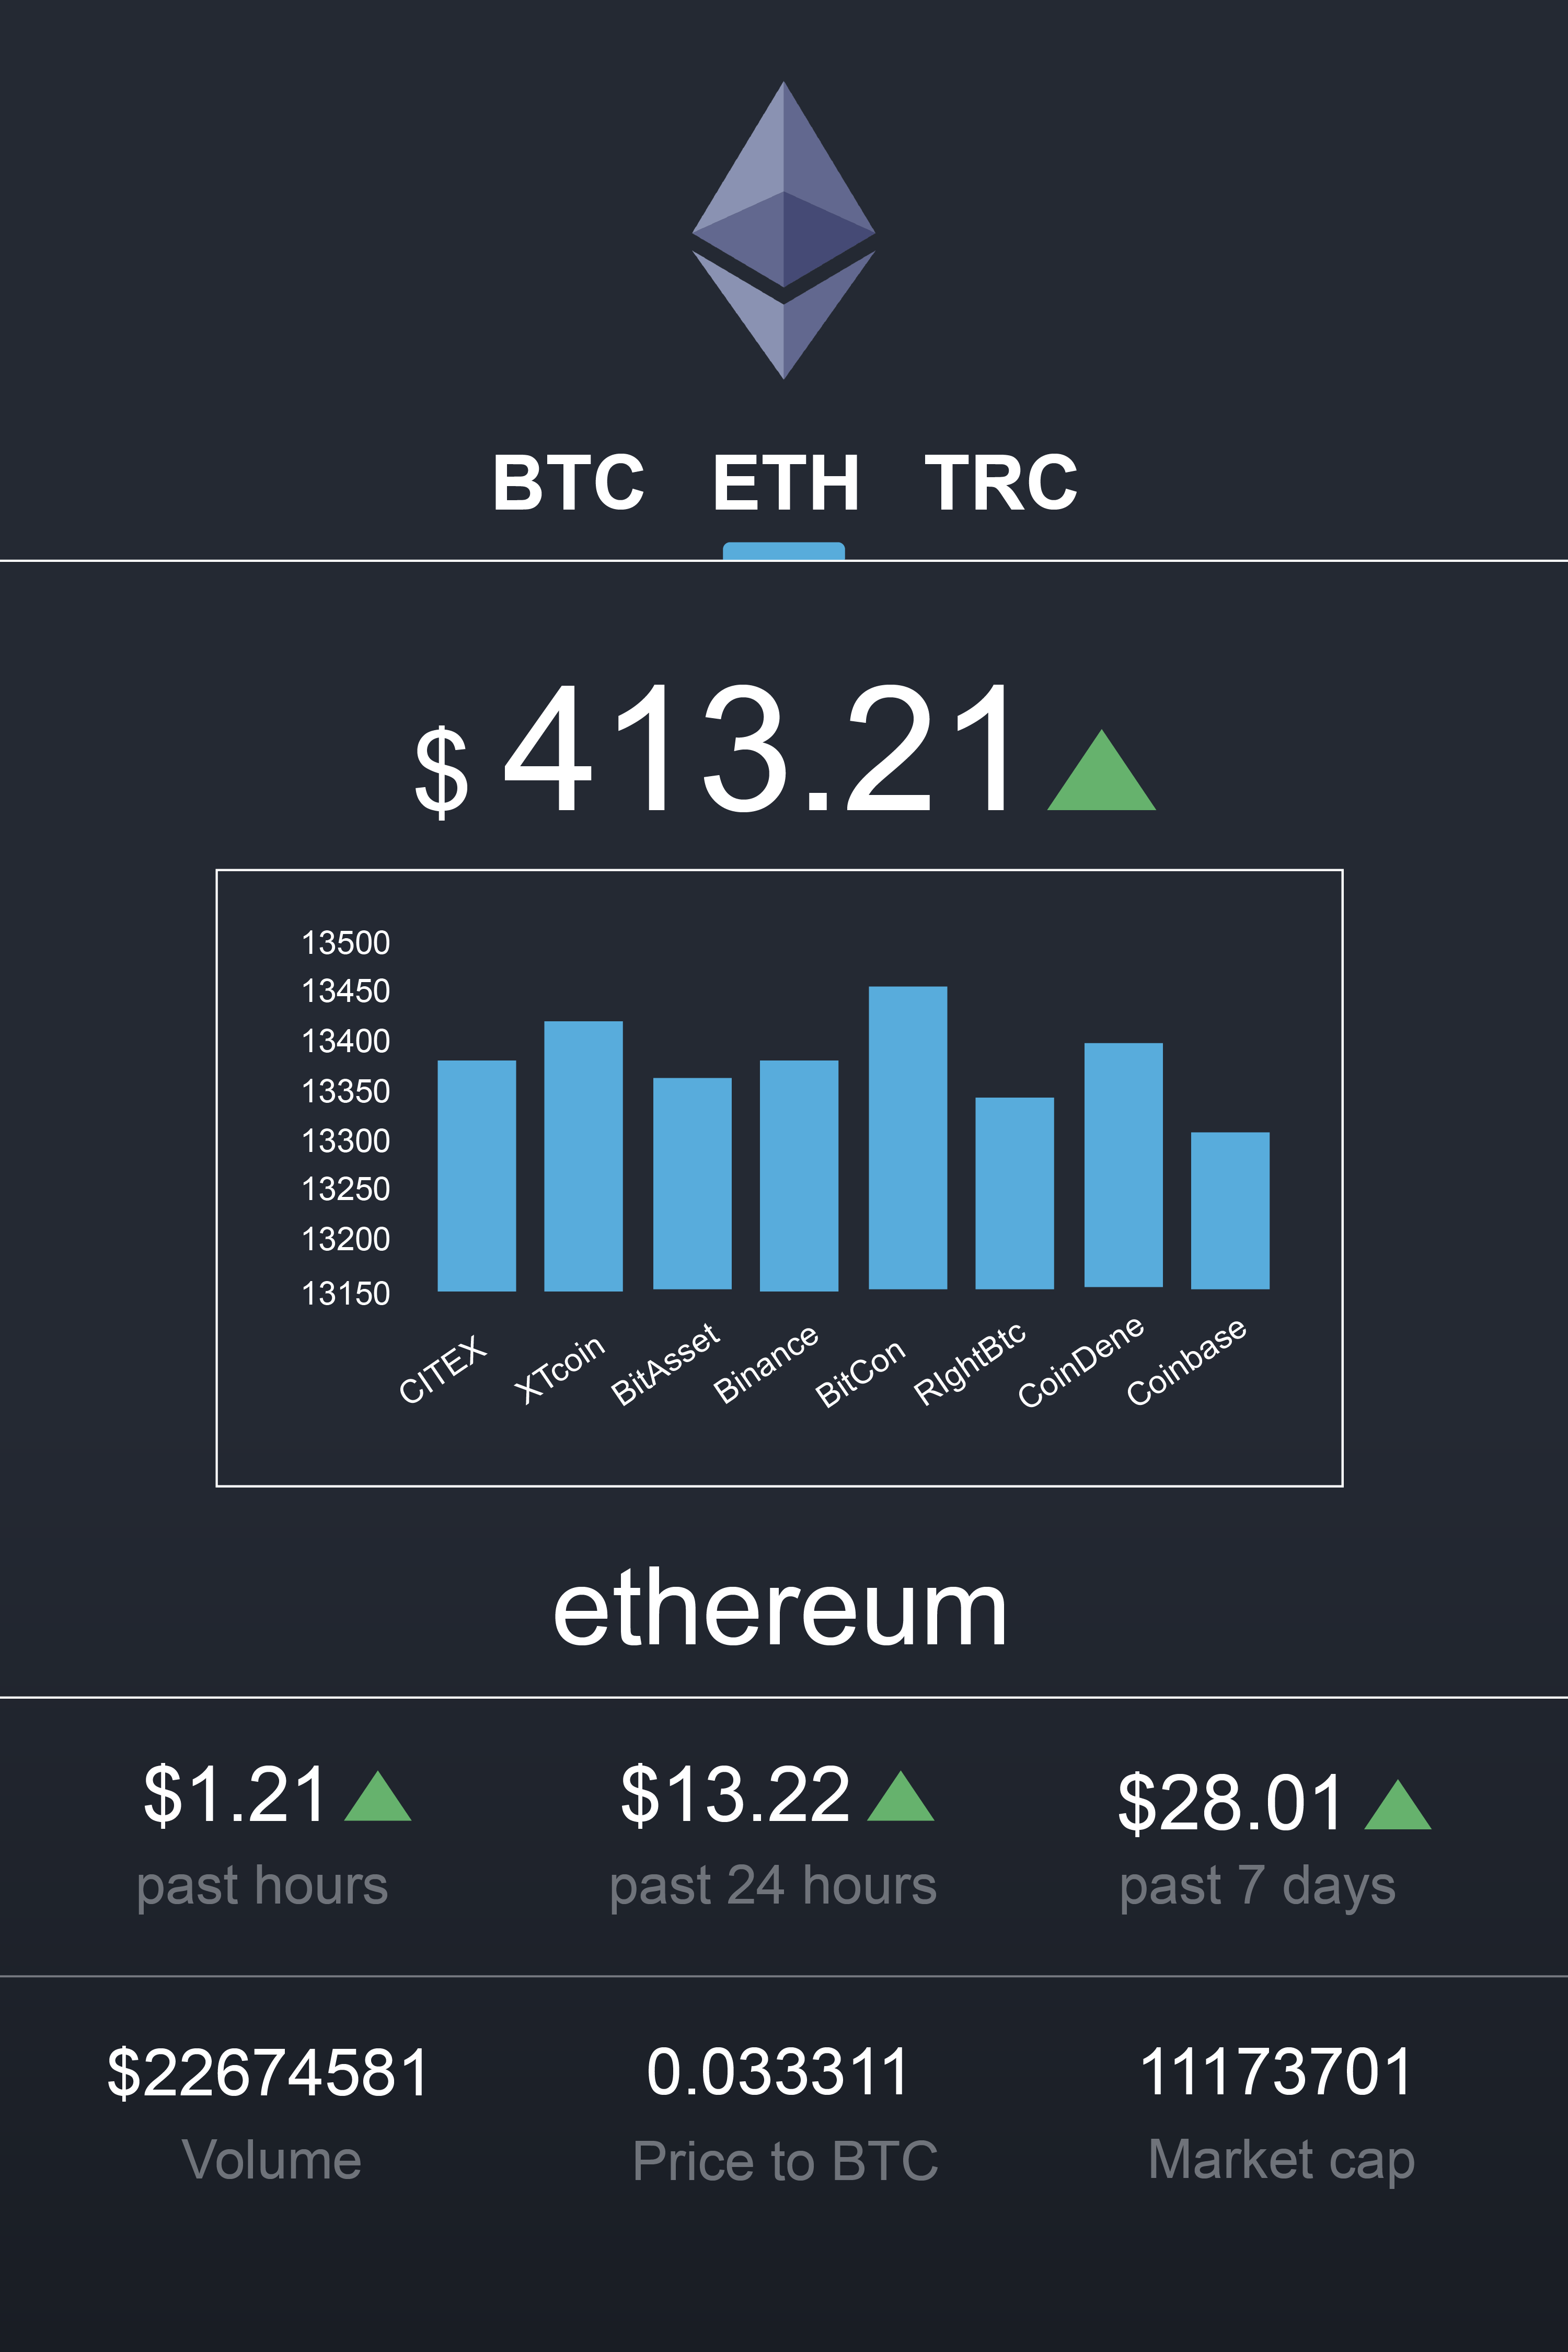 BTC ETH TRC
$ 413.21
13500
13450
13400
13350
13300
13250
13200
13150
CITEX XTcoin BitAsset Binance BitCon RIghtBtc CoinDene Coinbase
ethereum
$1.21 $13.22 $28.01
past hours past 24 hours past 7 days
$22674581 0.033311 11173701
Volume Price to BTC Market cap